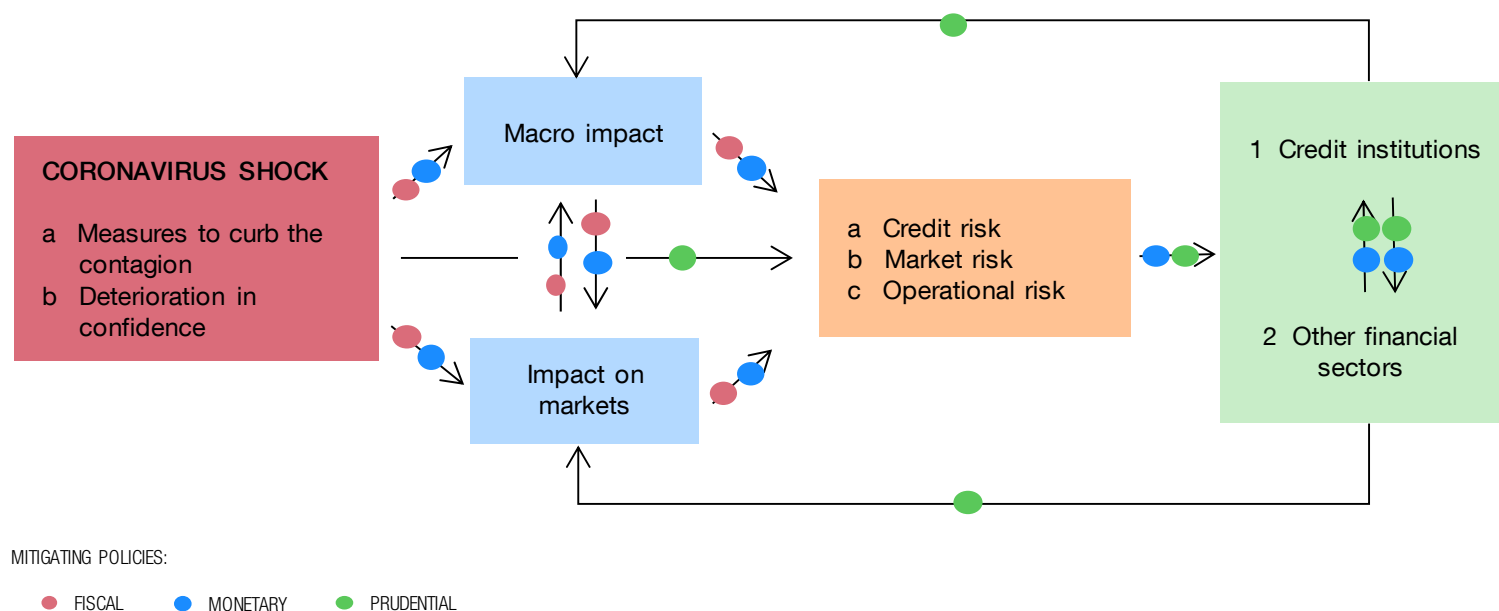 CORONAVIRUS SHOCK
a Measures to curb the
contagion
b Deterioration in
confidence
Macro impact
Impact on
markets
a Credit risk
b Market risk
c Operational risk
1 Credit institutions
2 Other financial
sectors
MITIGATING POLICIES:
FISCAL MONETARY PRUDENTIAL